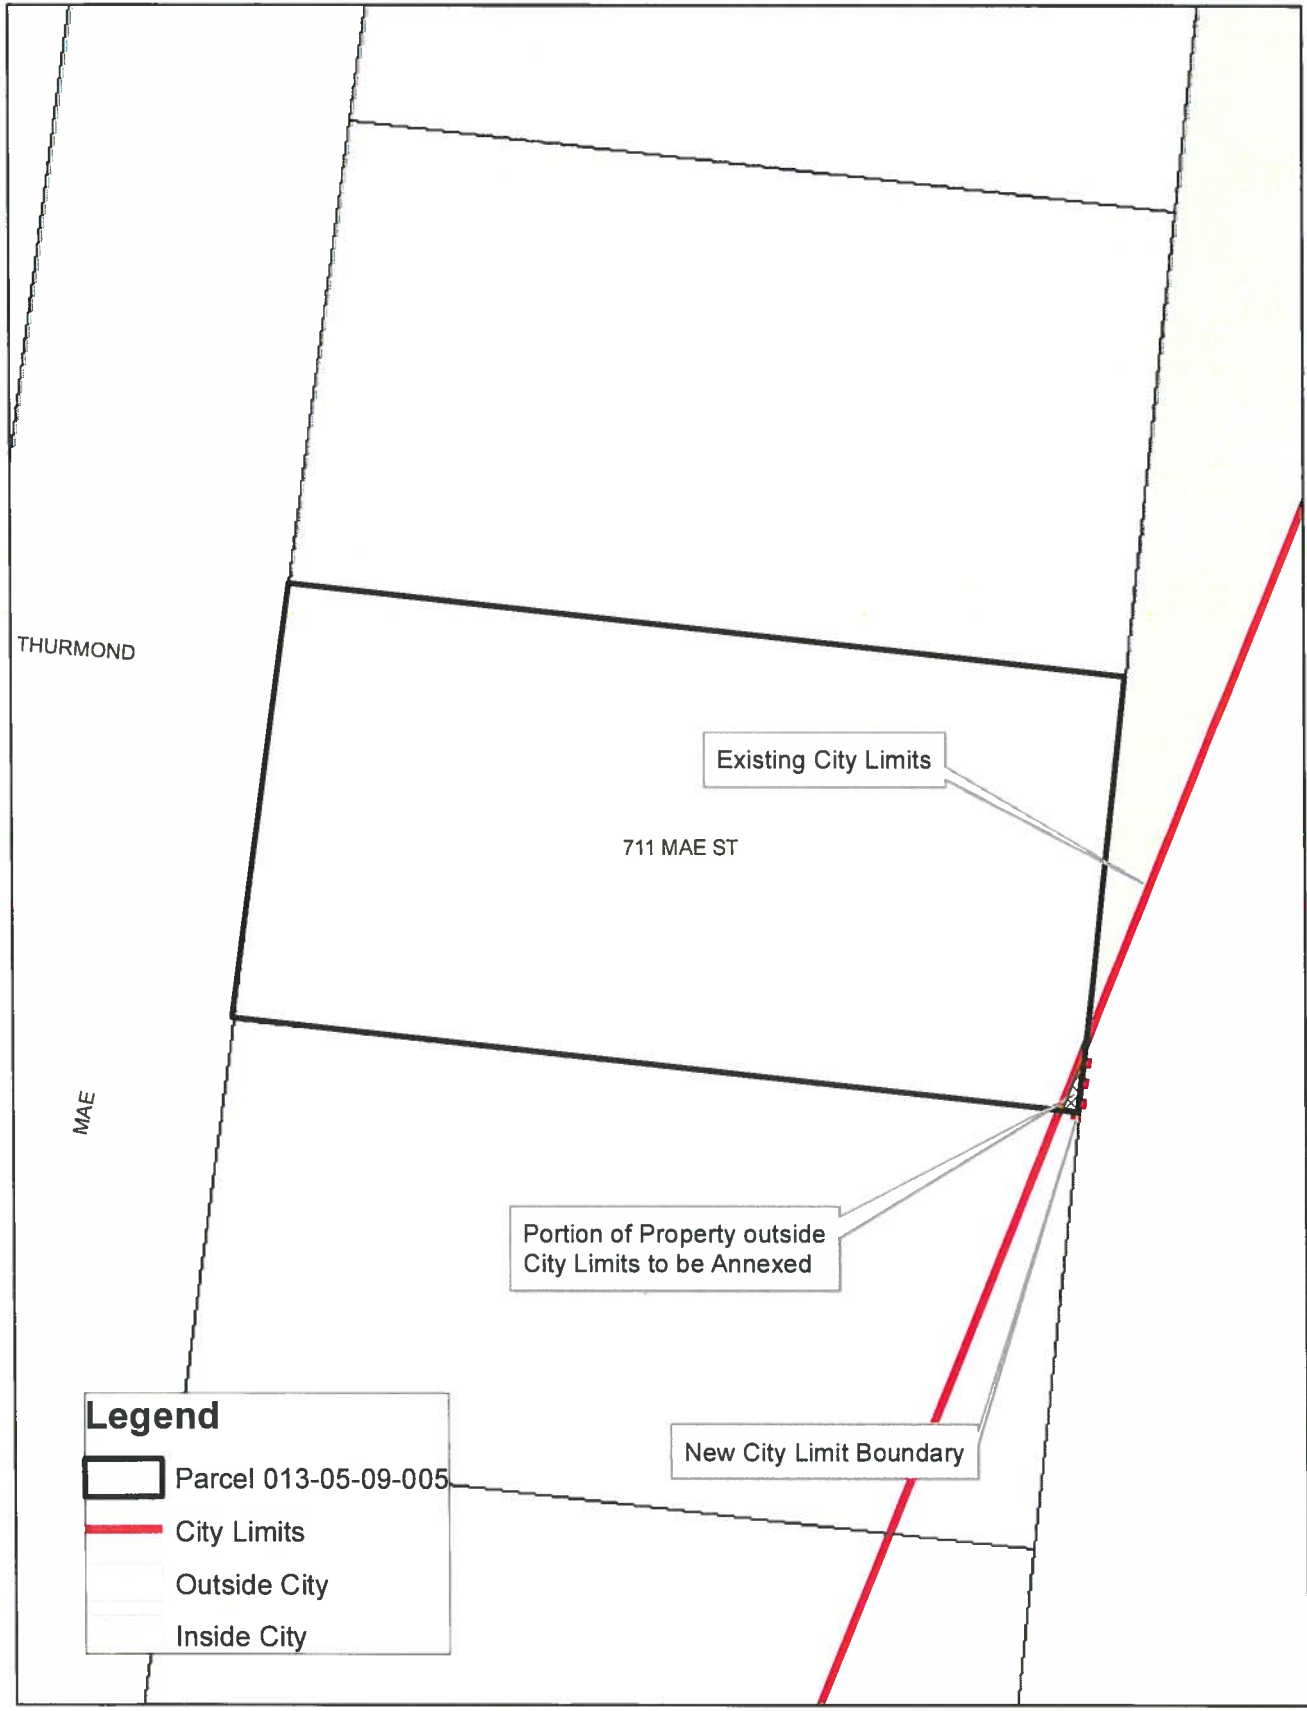 THURMOND
Existing City Limits
711 MAE ST
MAE
Portion of Property outside
City Limits to be Annexed
New City Limit Boundary
Legend
Parcel 013-05-09-005
City Limits
Outside City
Inside City